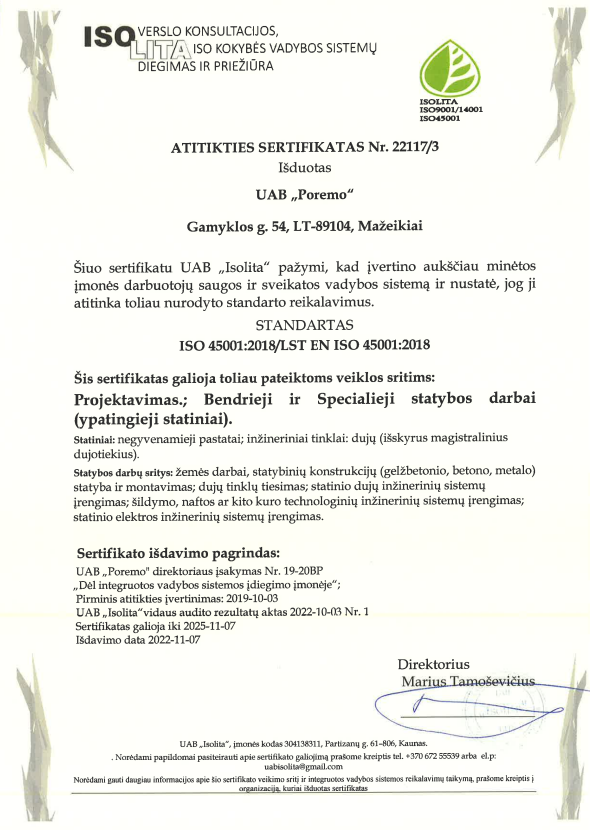 ISO VERSLO KONSULTACIJOS,
LITA ISO KOKYBĖS VADYBOS SISTEMŲ
DIEGIMAS IR PRIEŽIŪRA
ISOLITA
ISO9001/14001
ISO45001
ATITIKTIES SERTIFIKATAS Nr. 22117/3
Išduotas
UAB „Poremo“
Gamyklos g. 54, LT-89104, Mažeikiai
Šiuo sertifikatu UAB „Isolita“ pažymi, kad įvertino aukščiau minėtos
įmonės darbuotojų saugos ir sveikatos vadybos sistemą ir nustatė, jog ji
atitinka toliau nurodyto standarto reikalavimus.
STANDARTAS
ISO 45001:2018/LST EN ISO 45001:2018
Šis sertifikatas galioja toliau pateiktoms veiklos sritims:
Projektavimas.; Bendrieji ir Specialieji statybos darbai
(ypatingieji statiniai).
Statiniai: negyvenamieji pastatai; inžineriniai tinklai: dujų (išskyrus magistralinius
dujotiekius).
Statybos darbų sritys: žemės darbai, statybinių konstrukcijų (gelžbetonio, betono, metalo)
statyba ir montavimas; dujų tinklų tiesimas; statinio dujų inžinerinių sistemų
įrengimas; šildymo, naftos ar kito kuro technologinių inžinerinių sistemų įrengimas;
statinio elektros inžinerinių sistemų įrengimas.
Sertifikato išdavimo pagrindas:
UAB „Poremo" direktoriaus įsakymas Nr. 19-20BP
„Dėl integruotos vadybos sistemos įdiegimo įmonėje“;
Pirminis atitikties įvertinimas: 2019-10-03
UAB „Isolita“vidaus audito rezultatų aktas 2022-10-03 Nr. 1
Sertifikatas galioja iki 2025-11-07
Išdavimo data 2022-11-07
Direktorius
Marius Tamoševičius
UAB „Isolita“, įmonės kodas 304138311, Partizanų g. 61–806, Kaunas.
. Norėdami papildomai pasiteirauti apie sertifikato galiojimą prašome kreiptis tel. +370 672 55539 arba el.p:
uabisolita@gmail.com
Norėdami gauti daugiau informacijos apie šio sertifikato veikimo sritį ir integruotos vadybos sistemos reikalavimų taikymą, prašome kreiptis į
organizaciją, kuriai išduotas sertifikatas